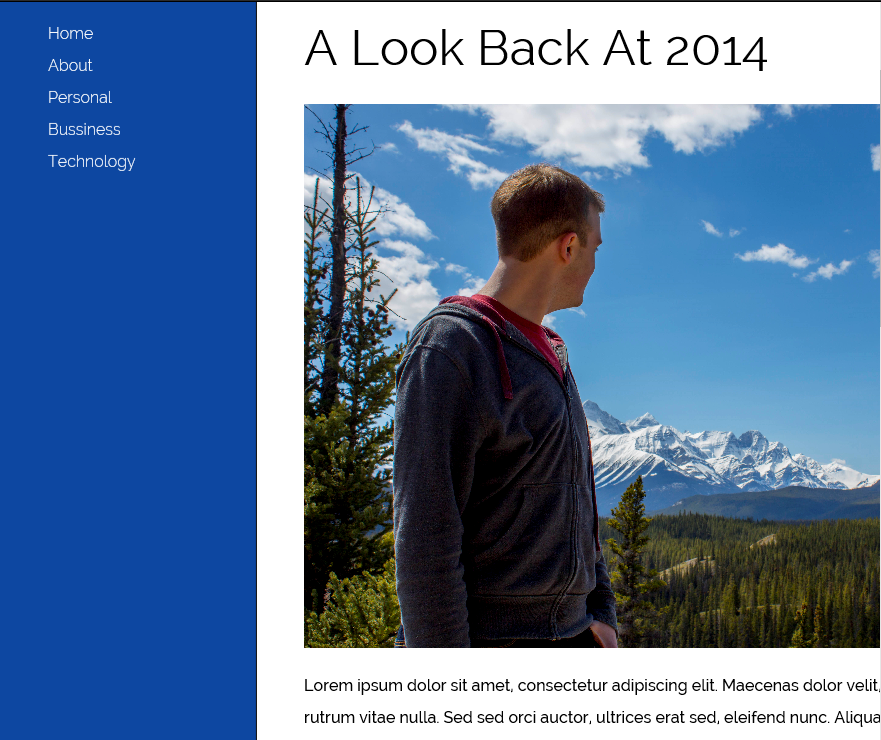 Home
About
Personal
Bussiness
Technology
A Look Back At 2014
Lorem ipsum dolor sit amet, consectetur adipiscing elit. Maecenas dolor velit,
rutrum vitae nulla. Sed sed orci auctor, ultrices erat sed, eleifend nunc. Aliqua